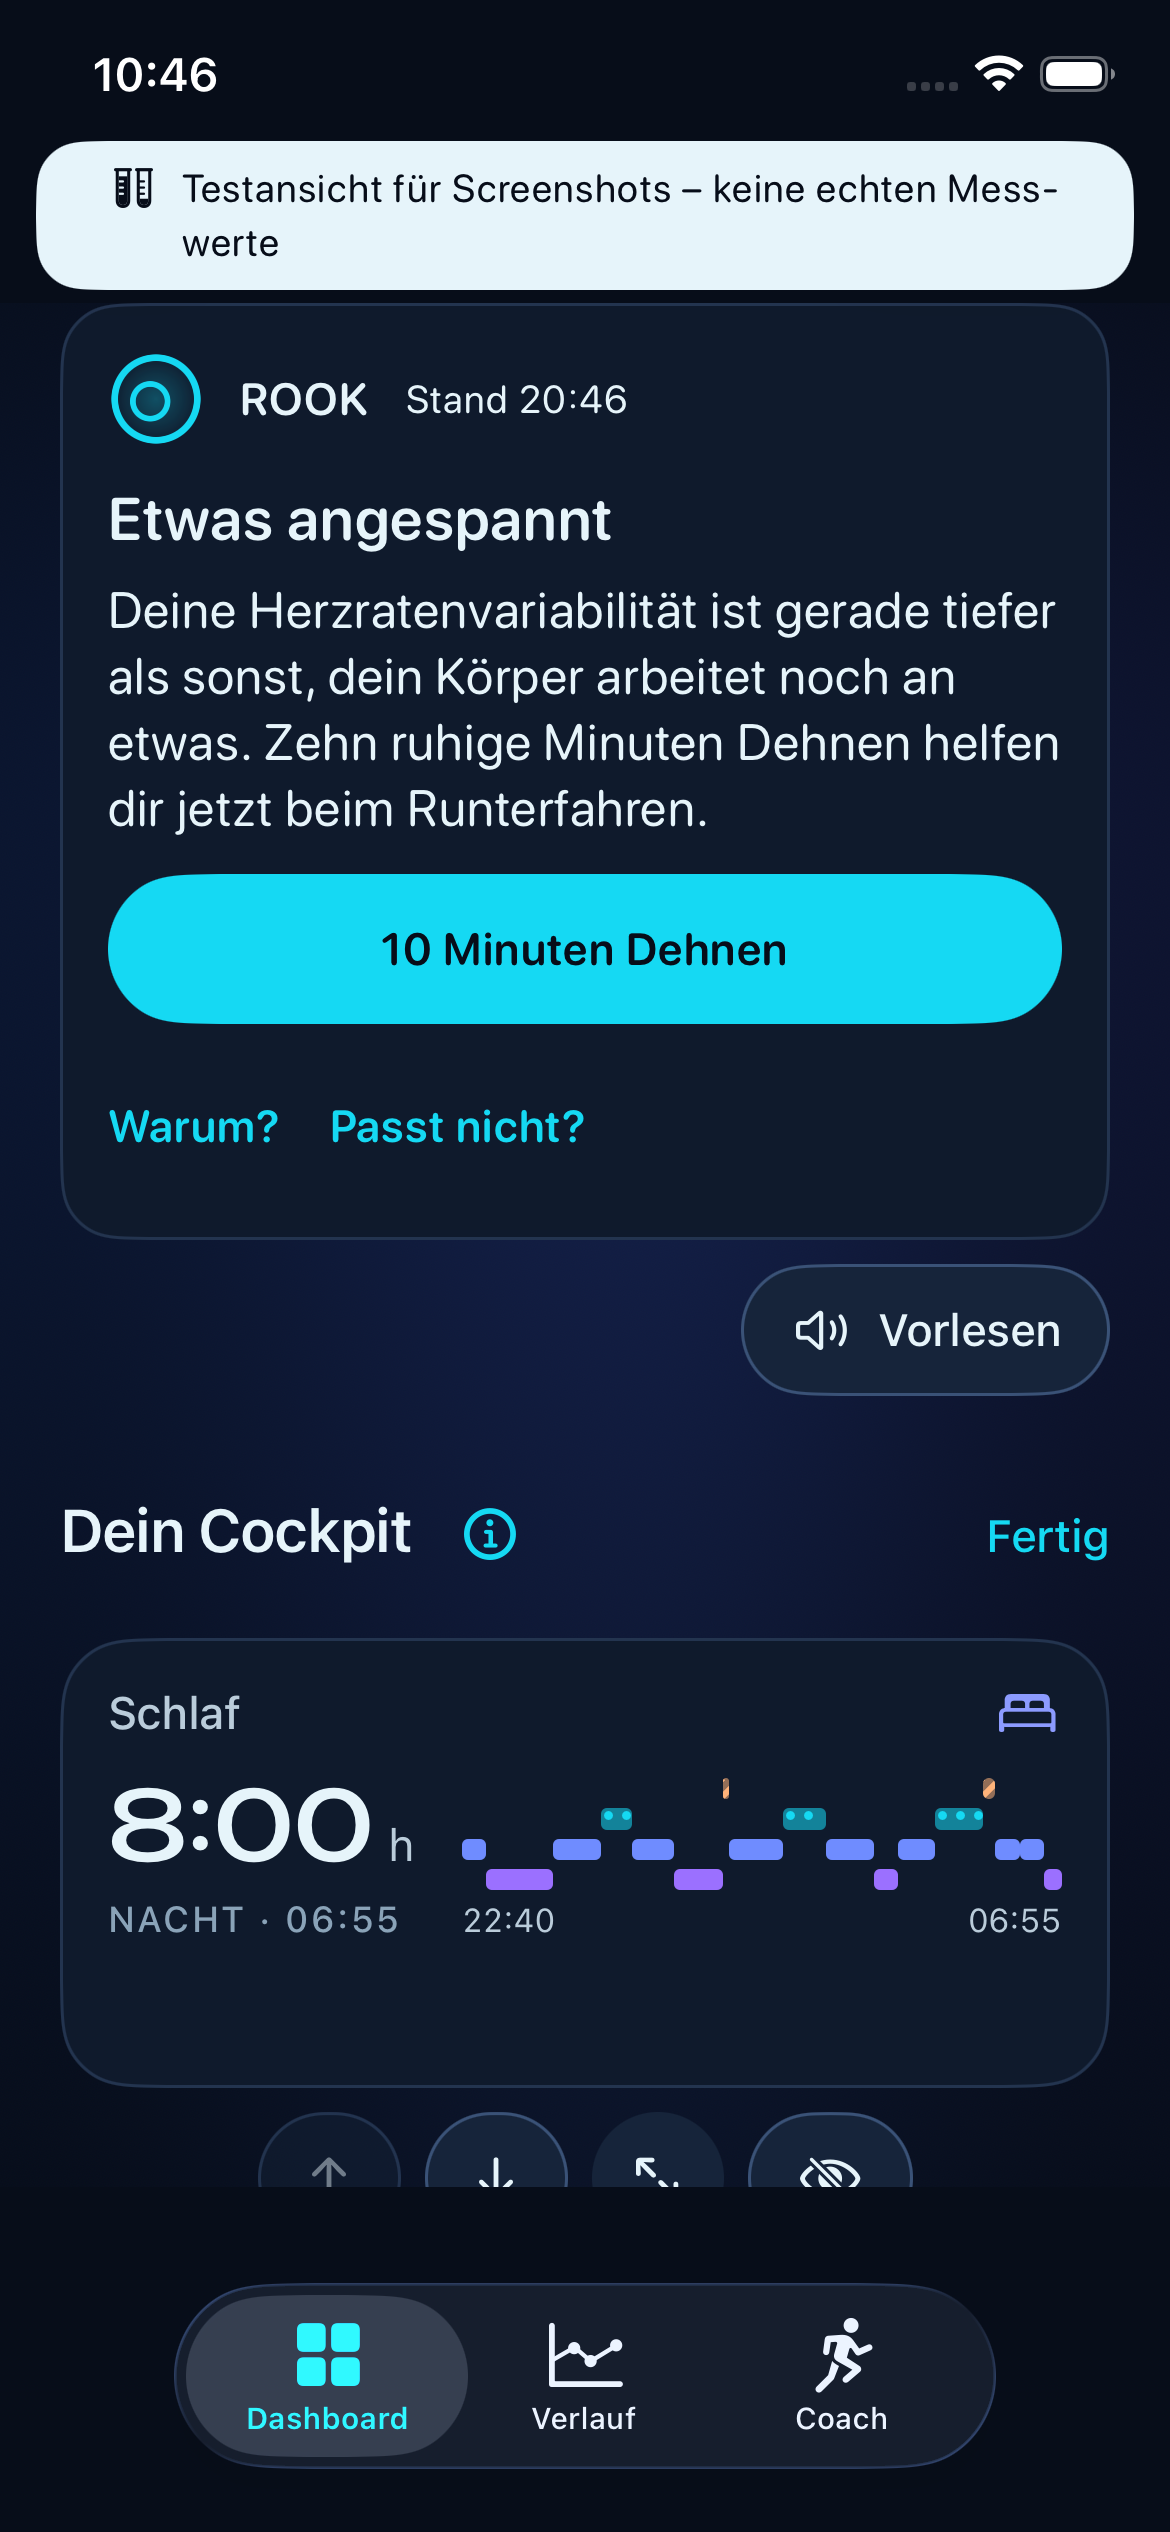 10:46
Testansicht für Screenshots – keine echten Mess-
werte
ROOK Stand 20:46
Etwas angespannt
Deine Herzratenvariabilität ist gerade tiefer
als sonst, dein Körper arbeitet noch an
etwas. Zehn ruhige Minuten Dehnen helfen
dir jetzt beim Runterfahren.
10 Minuten Dehnen
Warum? Passt nicht?
Vorlesen
Dein Cockpit
Fertig
Schlaf
8:00 h
NACHT · 06:55
22:40 06:55
Dashboard Verlauf Coach